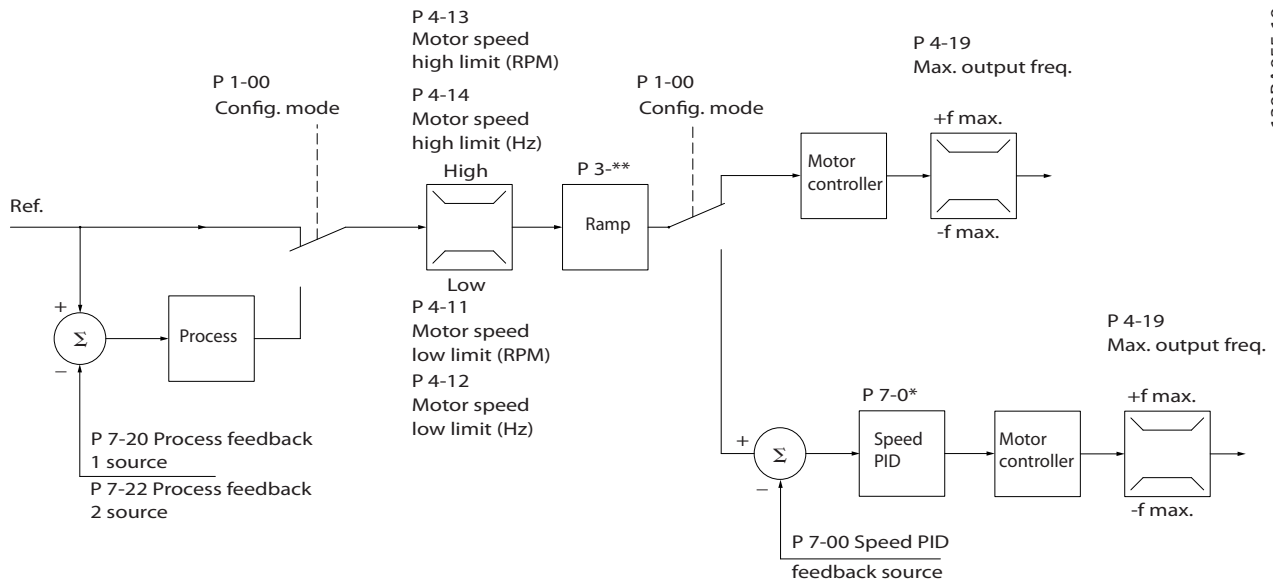 P 4-13
Motor speed
high limit (RPM)
P 4-14
Motor speed
high limit (Hz)
High
P 1-00
Config. mode
P 3-**
Ramp
P 1-00
Config. mode
P 4-19
Max. output freq.
+f max.
Motor
controller
-f max.
Ref.
+
Σ
−
Process
Low
P 4-11
Motor speed
low limit (RPM)
P 4-12
Motor speed
low limit (Hz)
P 7-20 Process feedback
1 source
P 7-22 Process feedback
2 source
P 4-19
Max. output freq.
P 7-0*
+f max.
+
Σ
−
Speed
PID
Motor
controller
-f max.
P 7-00 Speed PID
feedback source